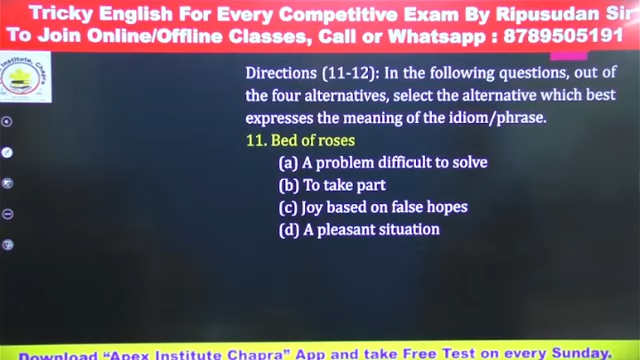 Tricky English For Every Competitive Exam By Ripusudan Sir
To Join Online/Offline Classes, Call or Whatsapp : 8789505191
Institute, Chapra
Directions (11-12): In the following questions, out of
the four alternatives, select the alternative which best
expresses the meaning of the idiom/phrase.
11. Bed of roses
(a) A problem difficult to solve
(b) To take part
(c) Joy based on false hopes
(d) A pleasant situation
Download "Apex Institute Chapra" App and take Free Test on every Sunday.